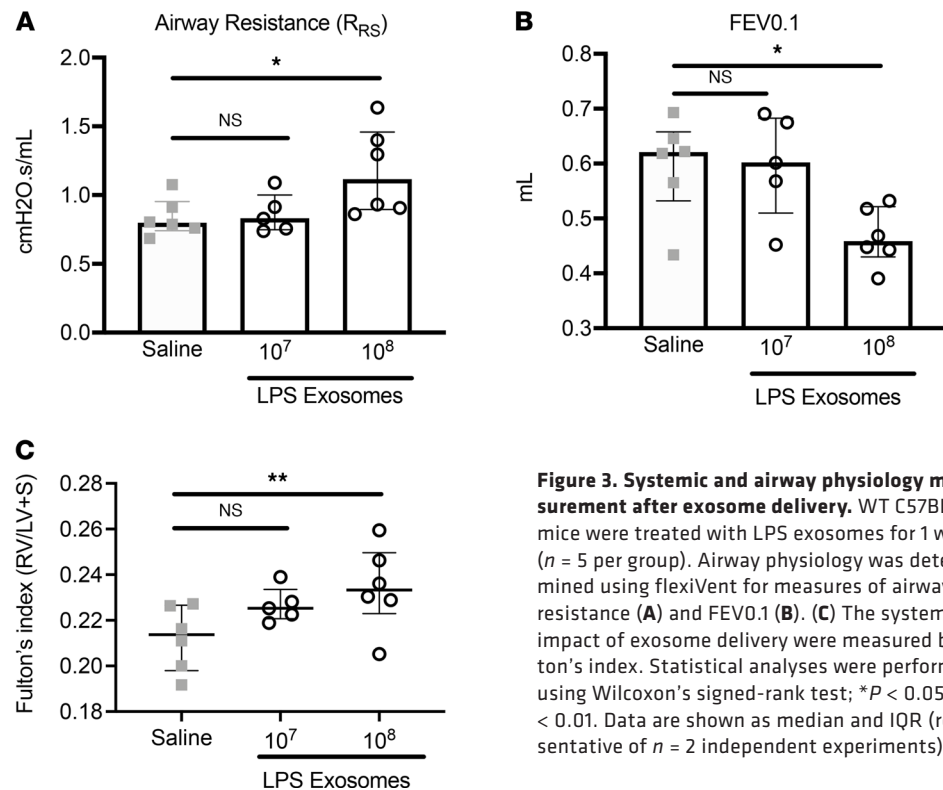 A
Airway Resistance (RRS)
cmH2O.s/mL
2.0
1.5
1.0
0.5
0.0
*
NS
Saline
10⁷
10⁸
LPS Exosomes
B
FEV0.1
mL
0.8
0.7
0.6
0.5
0.4
0.3
*
NS
Saline
10⁷
10⁸
LPS Exosomes
C
Fulton's index (RV/LV+S)
0.28
0.26
0.24
0.22
0.20
0.18
**
NS
Saline
10⁷
10⁸
LPS Exosomes
Figure 3. Systemic and airway physiology m
surement after exosome delivery. WT C57B
mice were treated with LPS exosomes for 1 w
(n = 5 per group). Airway physiology was dete
mined using flexiVent for measures of airway
resistance (A) and FEV0.1 (B). (C) The system
impact of exosome delivery were measured b
ton's index. Statistical analyses were perform
using Wilcoxon's signed-rank test; *P < 0.05
< 0.01. Data are shown as median and IQR (r
sentative of n = 2 independent experiments)